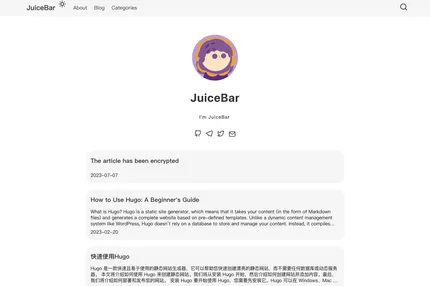 JuiceBar
About Blog Categories
JuiceBar
I'm JuiceBar
The article has been encrypted
2023-07-07
How to Use Hugo: A Beginner's Guide
What is Hugo? Hugo is a static site generator, which means that it takes your content (in the form of Markdown
files) and generates a complete website based on pre-defined templates. Unlike a dynamic content management
system like WordPress, Hugo doesn't rely on a database to store and manage your content. Instead, it compiles...
2023-02-20
快速使用Hugo
Hugo 是一款快速且易于使用的静态网站生成器，它可以帮助您快速创建漂亮的静态网站，而不需要任何数据库或动态服务
器。 本文将介绍如何使用 Hugo 来创建您的静态网站。我们将从安装 Hugo 开始，然后介绍如何创建网站并添加内容，最后，
我们将介绍如何部署和发布您的网站。 安装 Hugo 要开始使用 Hugo，您需要先安装它。Hugo 可以在 Windows、Mac ...